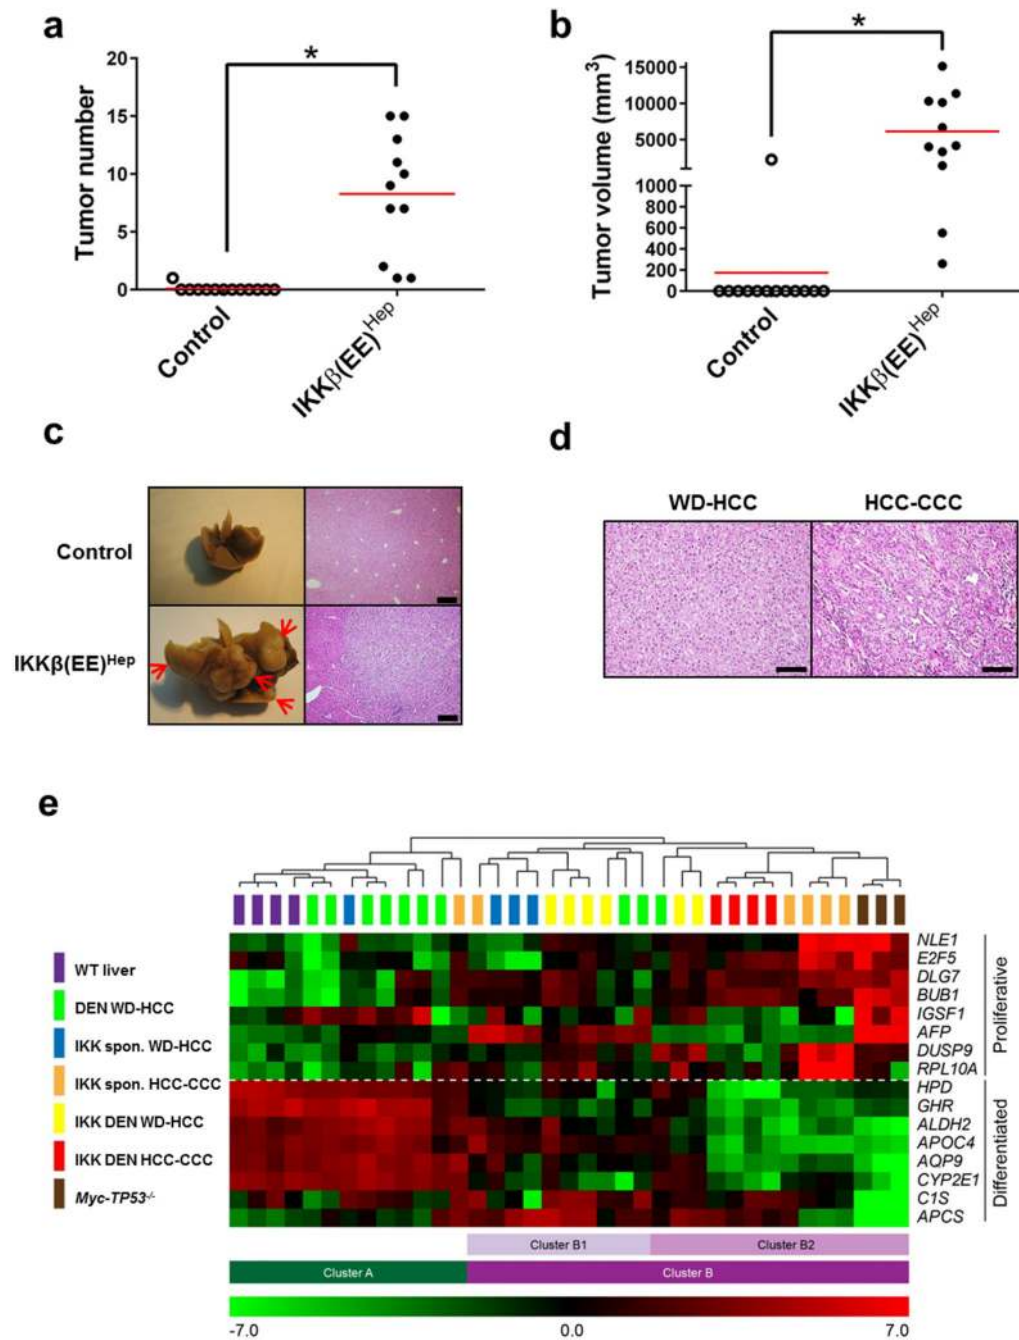 a
Tumor number
20
15
10
5
0
*
Control
IKKβ(EE)Hep
b
Tumor volume (mm3)
15000
10000
5000
1000
800
600
400
200
0
*
Control
IKKβ(EE)Hep
c
Control
IKKβ(EE)Hep
d
WD-HCC
HCC-CCC
e
WT liver
DEN WD-HCC
IKK spon. WD-HCC
IKK spon. HCC-CCC
IKK DEN WD-HCC
IKK DEN HCC-CCC
Myc-TP53-/-
NLE1
E2F5
DLG7
BUB1
IGSF1
AFP
DUSP9
RPL10A
HPD
GHR
ALDH2
APOC4
AQP9
CYP2E1
C1S
APCS
Proliferative
Differentiated
Cluster B1
Cluster B2
Cluster A
Cluster B
-7.0
0.0
7.0